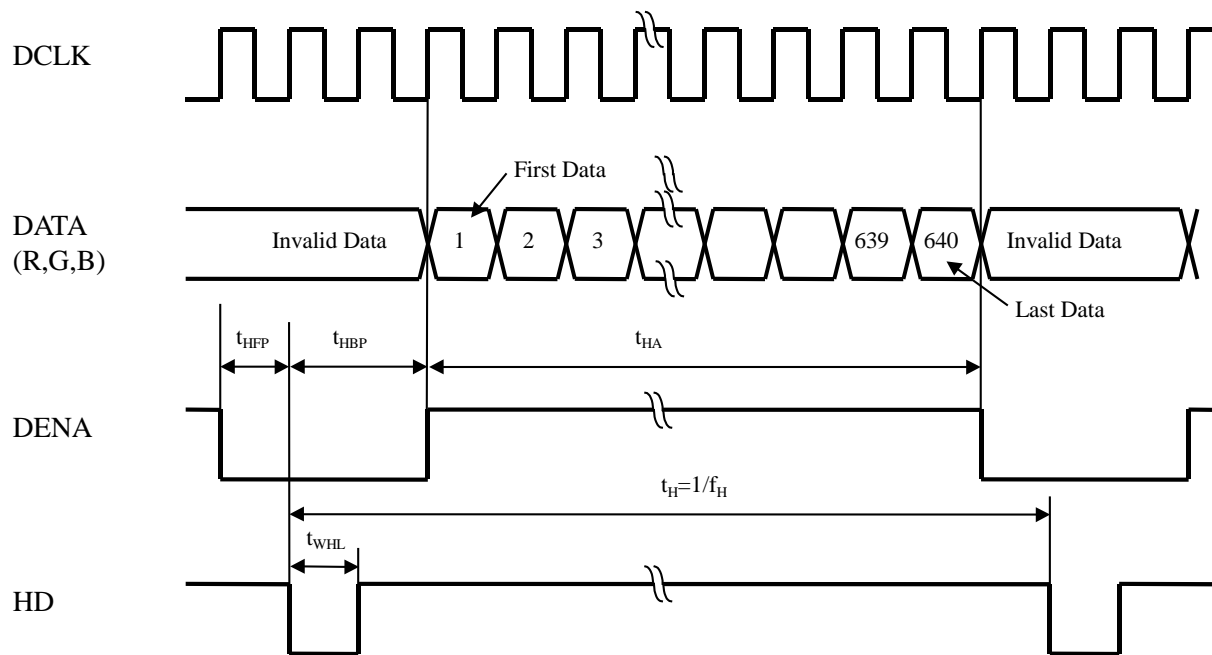 DCLK
First Data
DATA
(R,G,B)
Invalid Data 1 2 3 639 640 Invalid Data
Last Data
tHFP tHBP tHA
DENA
tH=1/fH
tWHL
HD